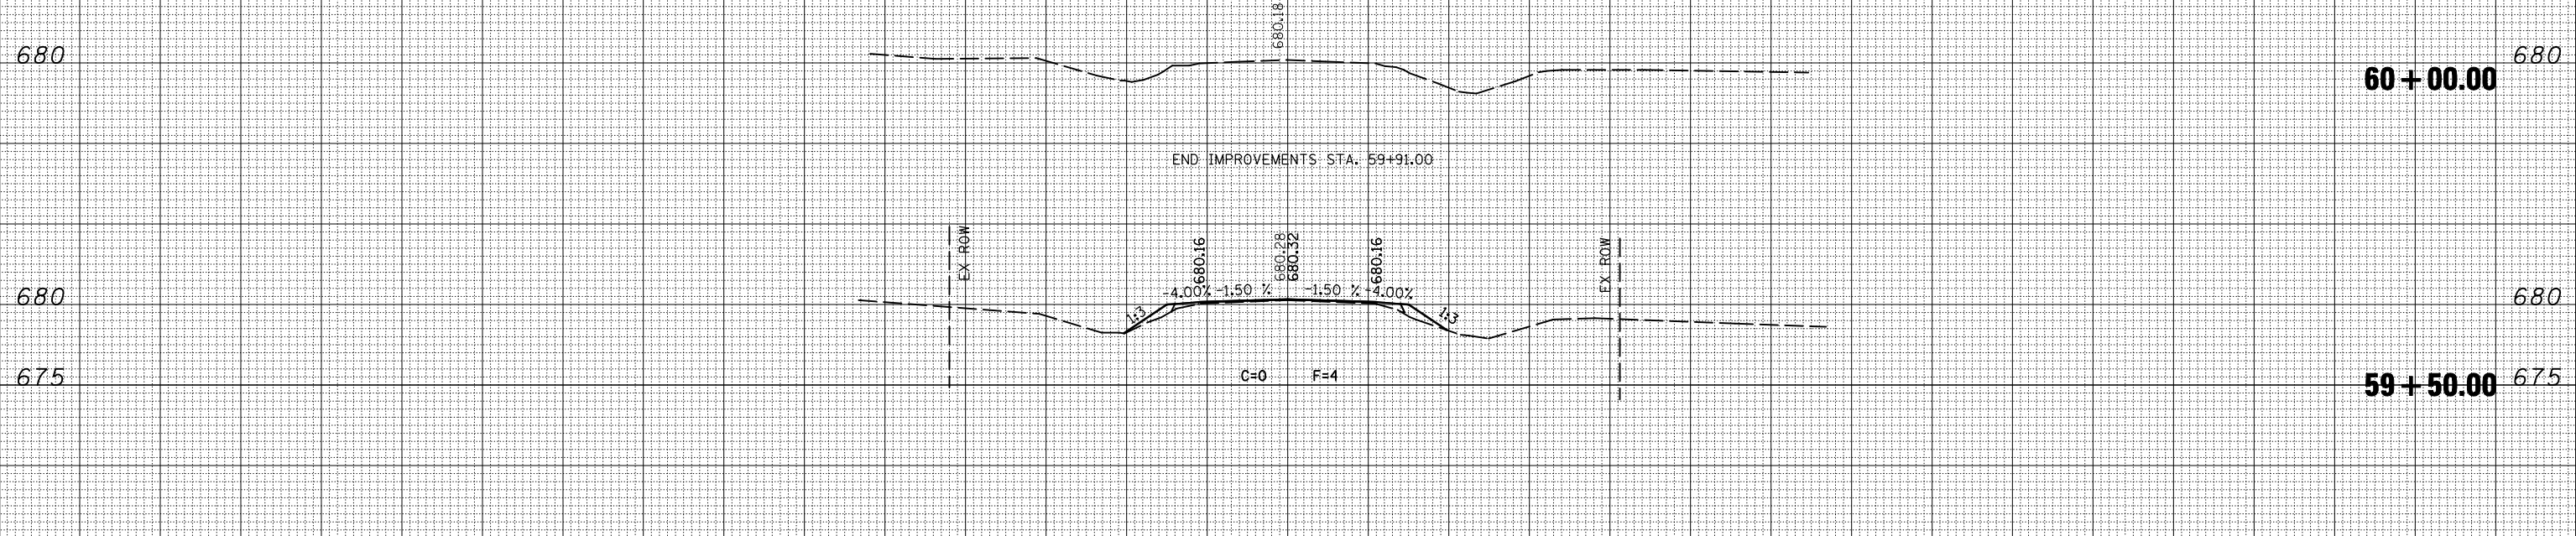 680.18
680 680
60+00.00
END IMPROVEMENTS STA. 59+91.00
EX ROW 680.16 680.28 680.32 680.16 EX ROW
-4.00% -1.50 % -1.50 % -4.00%
680 680
1:3 1:3
675 C=0 F=4 675
59+50.00